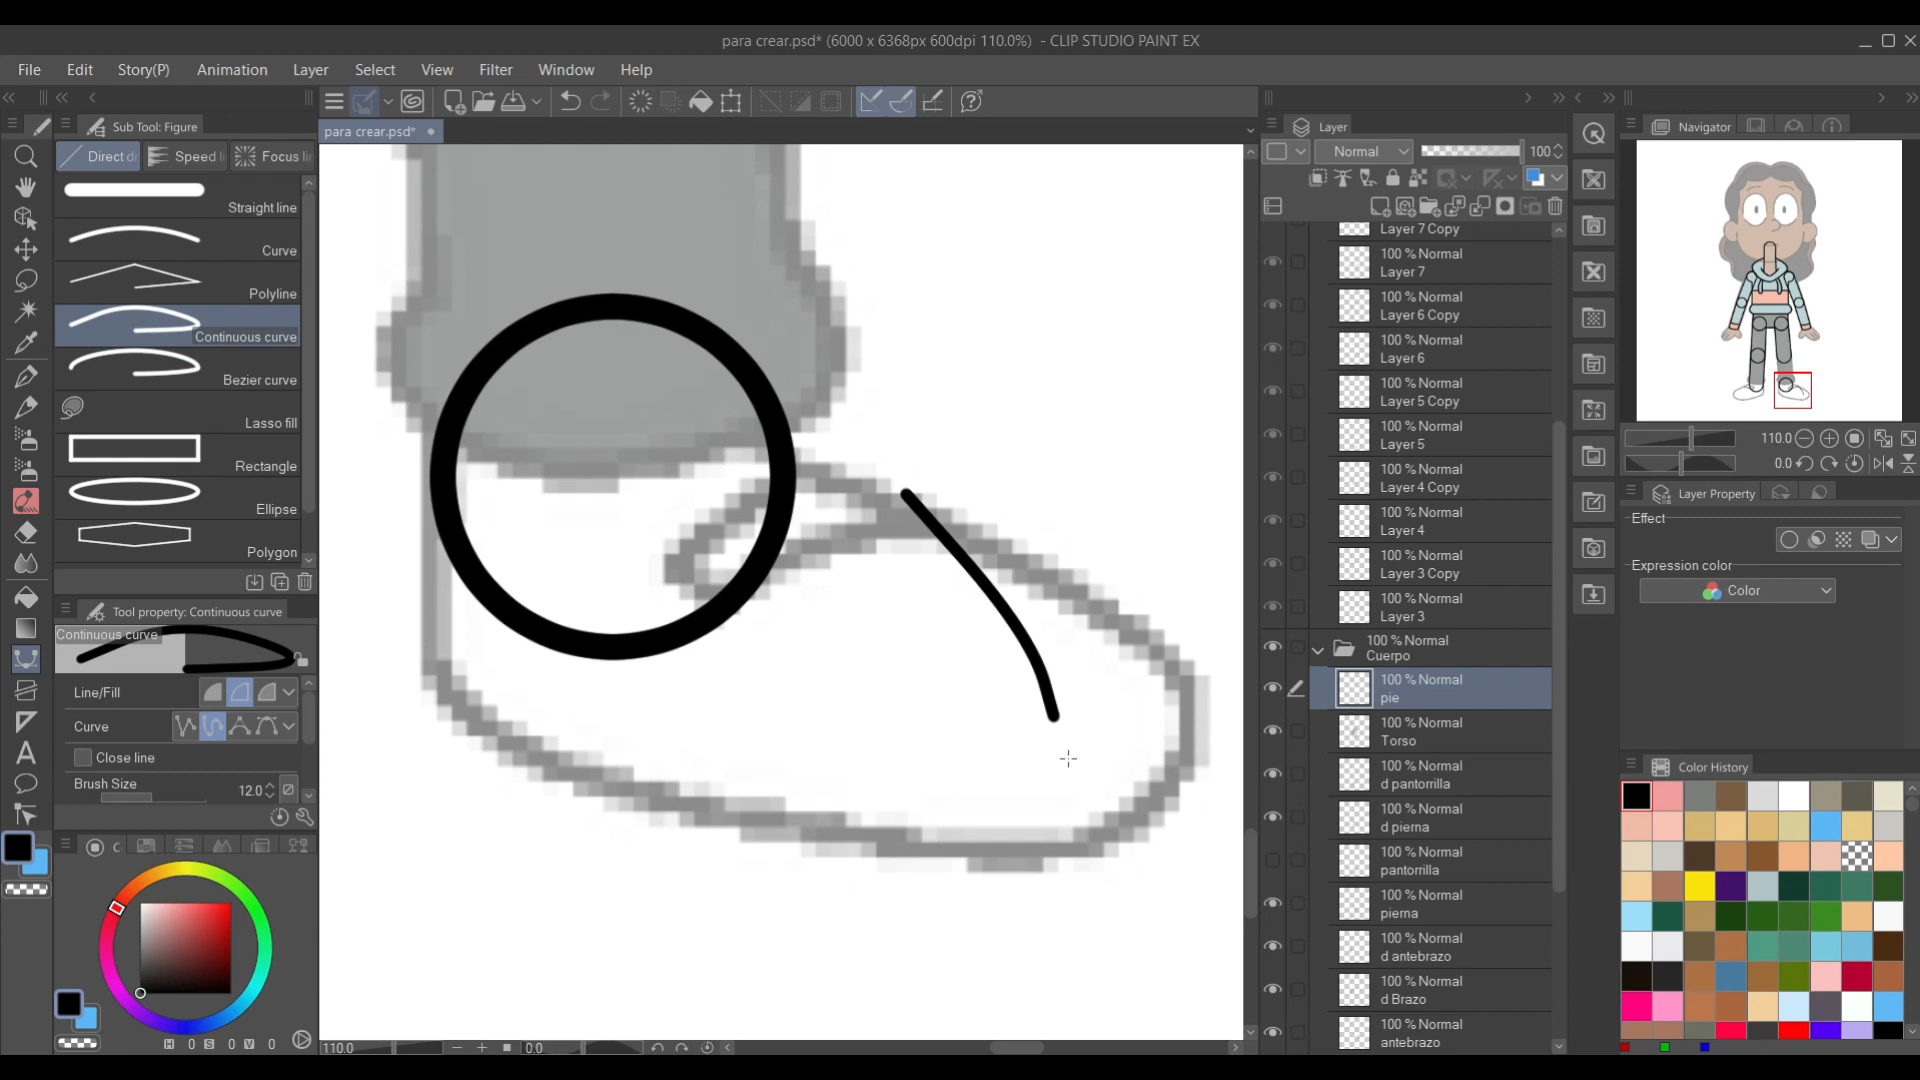 para crear.psd* (6000 x 6368px 600dpi 110.0%) - CLIP STUDIO PAINT EX
File Edit Story(P) Animation Layer Select View Filter Window Help
Sub Tool: Figure
Direct d
Speed l
Focus li
Straight line
Curve
Polyline
Continuous curve
Bezier curve
Lasso fill
Rectangle
Ellipse
Polygon
Tool property: Continuous curve
Continuous curve
Line/Fill
Curve
Close line
Brush Size 12.0
C
H 0 S 0 V 0
para crear.psd*
110.0
0.0
Layer
Normal 100
Layer 7 Copy
100 % Normal
Layer 7
100 % Normal
Layer 6 Copy
100 % Normal
Layer 6
100 % Normal
Layer 5 Copy
100 % Normal
Layer 5
100 % Normal
Layer 4 Copy
100 % Normal
Layer 4
100 % Normal
Layer 3 Copy
100 % Normal
Layer 3
100 % Normal
Cuerpo
100 % Normal
pie
100 % Normal
Torso
100 % Normal
d pantorrilla
100 % Normal
d pierna
100 % Normal
pantorrilla
100 % Normal
pierna
100 % Normal
d antebrazo
100 % Normal
d Brazo
100 % Normal
antebrazo
Navigator
110.0
0.0
Layer Property
Effect
Expression color
Color
Color History